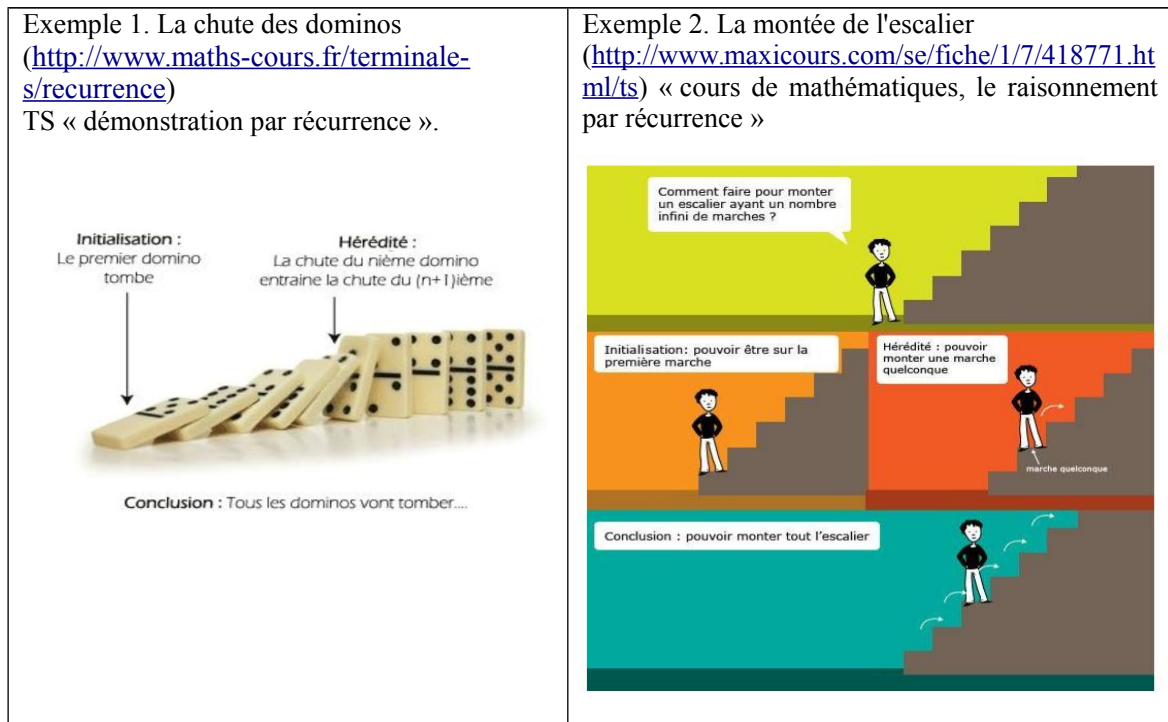 Exemple 1. La chute des dominos
(http://www.maths-cours.fr/terminale-
s/recurrence)
TS « démonstration par récurrence ».
Initialisation :
Le premier domino
tombe
Hérédité :
La chute du nième domino
entraine la chute du (n+1)ième
Conclusion : Tous les dominos vont tomber....
Exemple 2. La montée de l'escalier
(http://www.maxicours.com/se/fiche/1/7/418771.ht
ml/ts) « cours de mathématiques, le raisonnement
par récurrence »
Comment faire pour monter
un escalier ayant un nombre
infini de marches ?
Initialisation: pouvoir être sur la
première marche
Hérédité : pouvoir
monter une marche
quelconque
marche quelconque
Conclusion : pouvoir monter tout l'escalier